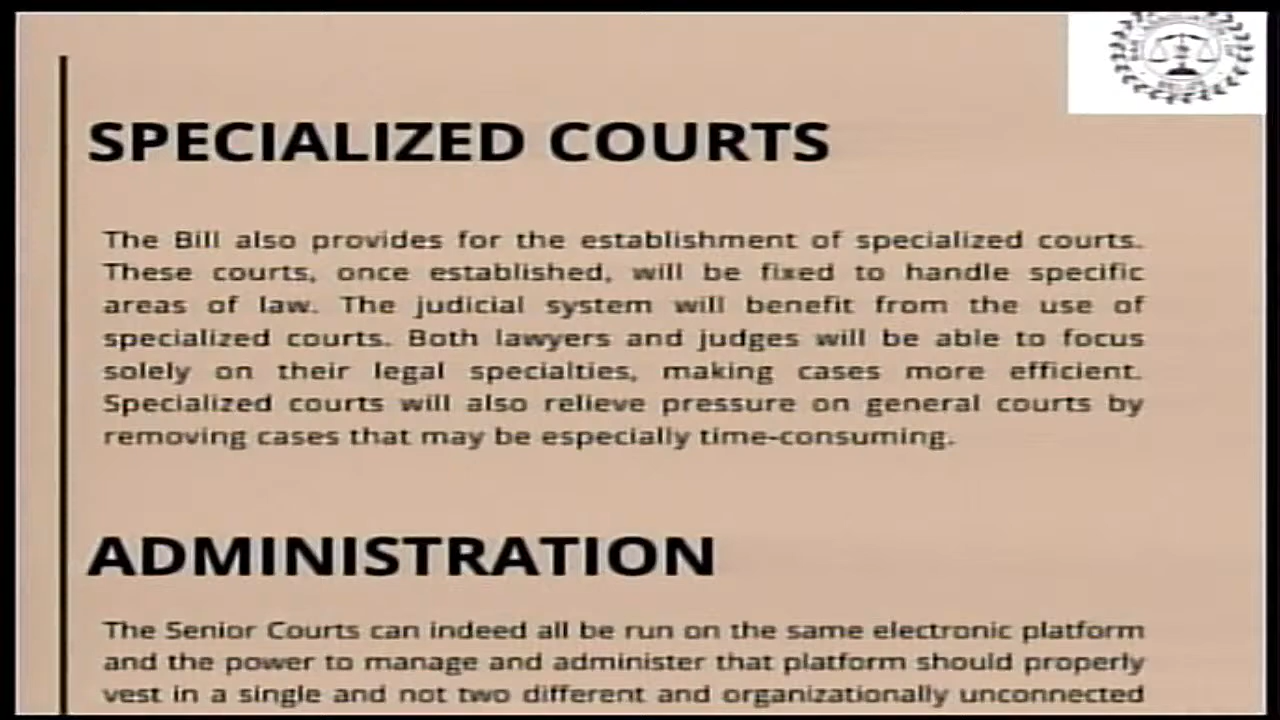 SPECIALIZED COURTS
The Bill also provides for the establishment of specialized courts.
These courts, once established, will be fixed to handle specific
areas of law. The judicial system will benefit from the use of
specialized courts. Both lawyers and judges will be able to focus
solely on their legal specialties, making cases more efficient.
Specialized courts will also relieve pressure on general courts by
removing cases that may be especially time-consuming.
ADMINISTRATION
The Senior Courts can indeed all be run on the same electronic platform
and the power to manage and administer that platform should properly
vest in a single and not two different and organizationally unconnected